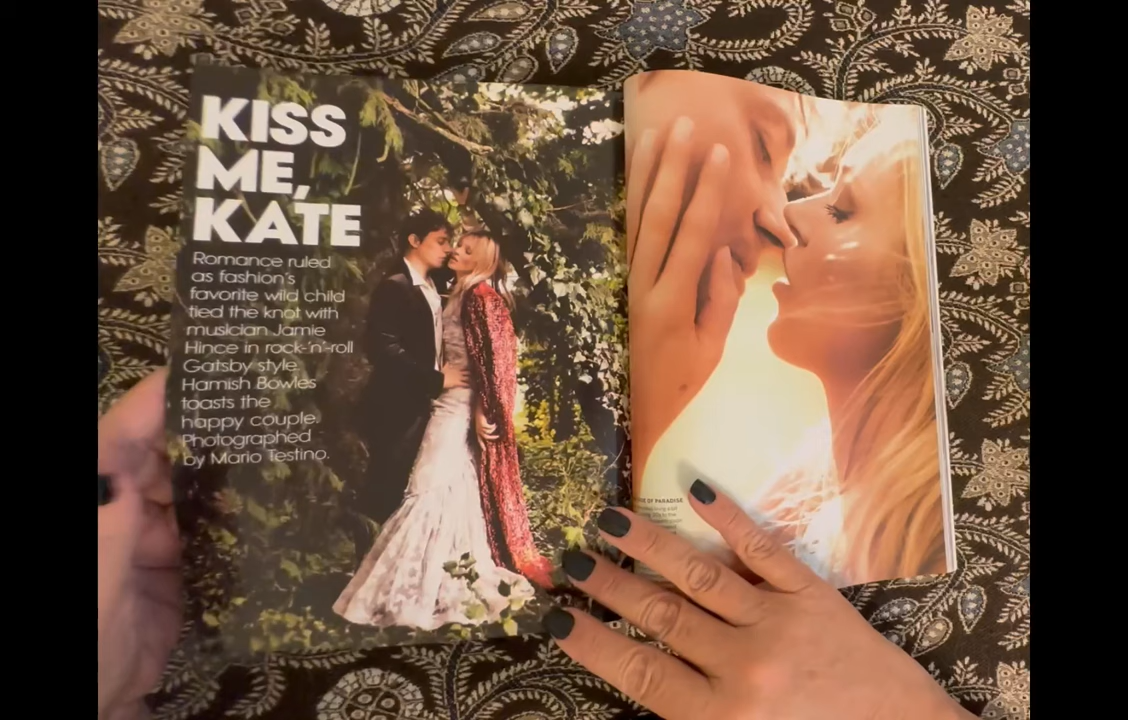 KISS
ME,
KATE
Romance ruled
as fashion's
favorite wild child
tied the knot with
musician Jamie
Hince in rock-'n'-roll
Gatsby style.
Hamish Bowles
toasts the
happy couple.
Photographed
by Mario Testino.
OF PARADISE